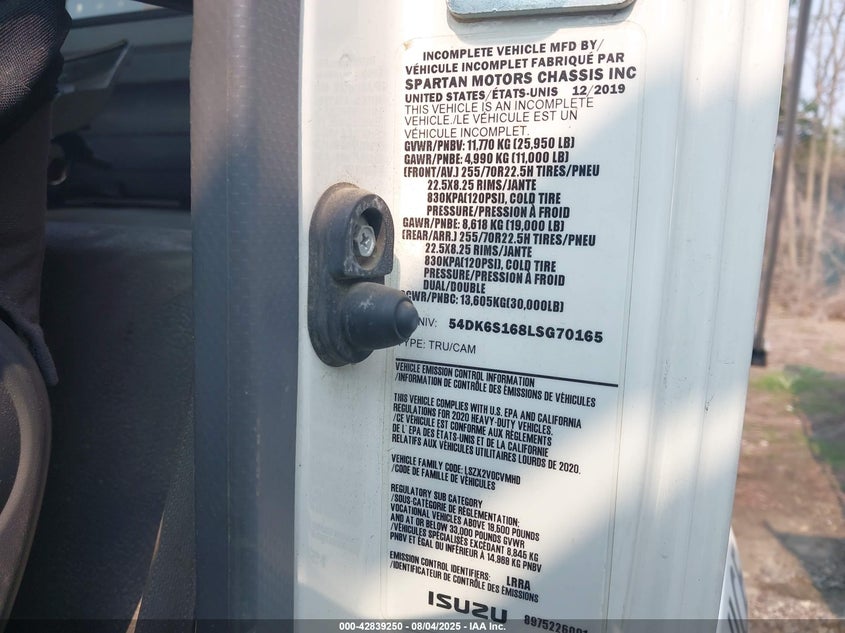 INCOMPLETE VEHICLE MFD BY/
VÉHICULE INCOMPLET FABRIQUÉ PAR
SPARTAN MOTORS CHASSIS INC
UNITED STATES/ÉTATS-UNIS 12/2019
THIS VEHICLE IS AN INCOMPLETE
VEHICLE./LE VÉHICULE EST UN
VÉHICULE INCOMPLET.
GVWR/PNBV: 11,770 KG (25,950 LB)
GAWR/PNBE: 4,990 KG (11,000 LB)
(FRONT/AV.) 255/70R22.5H TIRES/PNEU
22.5X8.25 RIMS/JANTE
830KPA(120PSI), COLD TIRE
PRESSURE/PRESSION À FROID
GAWR/PNBE: 8,618 KG (19,000 LB)
(REAR/ARR.) 255/70R22.5H TIRES/PNEU
22.5X8.25 RIMS/JANTE
830KPA(120PSI), COLD TIRE
PRESSURE/PRESSION À FROID
DUAL/DOUBLE
GCWR/PNBC: 13,605KG(30,000LB)
NIV: 54DK6S168LSG70165
TYPE: TRU/CAM
VEHICLE EMISSION CONTROL INFORMATION
/INFORMATION DE CONTRÔLE DES ÉMISSIONS DE VÉHICULES
THIS VEHICLE COMPLIES WITH U.S. EPA AND CALIFORNIA
REGULATIONS FOR 2020 HEAVY-DUTY VEHICLES.
/CE VÉHICULE EST CONFORME AUX RÈGLEMENTS
DE L'EPA DES ÉTATS-UNIS ET DE LA CALIFORNIE
RELATIFS AUX VÉHICULES UTILITAIRES LOURDS DE 2020.
VEHICLE FAMILY CODE: LSZX2VOCVMHD
/CODE DE FAMILLE DE VÉHICULES
REGULATORY SUB CATEGORY
/SOUS-CATÉGORIE DE RÉGLEMENTATION:
VOCATIONAL VEHICLES ABOVE 19,500 POUNDS
AND AT OR BELOW 33,000 POUNDS GVWR
/VÉHICULES SPÉCIALISÉS EXCÉDANT 8,845 KG
PNBV ET ÉGAL OU INFÉRIEUR À 14,969 KG PNBV
EMISSION CONTROL IDENTIFIERS: LRRA
/IDENTIFICATEUR DE CONTRÔLE DES ÉMISSIONS
ISUZU
000-42839250 - 08/04/2025 - IAA Inc.